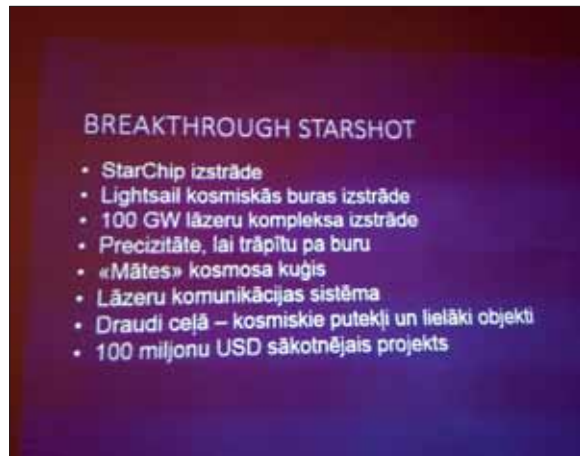 BREAKTHROUGH STARSHOT
• StarChip izstrāde
• Lightsail kosmiskās buras izstrāde
• 100 GW lāzeru kompleksa izstrāde
• Precizitāte, lai trāpītu pa buru
• «Mātes» kosmosa kuģis
• Lāzeru komunikācijas sistēma
• Draudi ceļā – kosmiskie putekļi un lielāki objekti
• 100 miljonu USD sākotnējais projekts